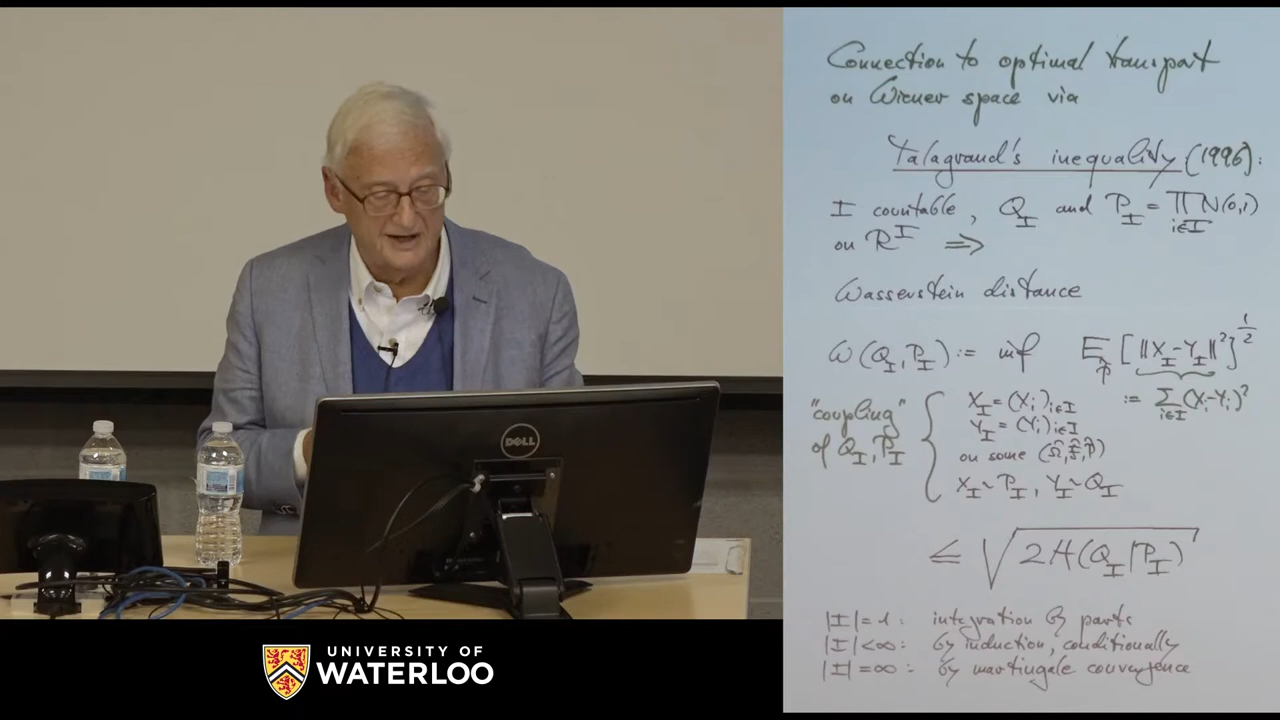 Connection to optimal transport
on Wiener space via
Talagrand's inequality (1996):
I countable, Q_I and P_I = ∏_{i∈I} N(0,1)
on R^I ⇒
Wasserstein distance
W(Q_I, P_I) := inf E_P̂ [‖X_I - Y_I‖²]^{1/2}
:= Σ_{i∈I} (X_i - Y_i)²
"coupling"
of Q_I, P_I
X_I = (X_i)_{i∈I}
Y_I = (Y_i)_{i∈I}
on some (Ω̂, F̂, P̂)
X_I ~ P_I, Y_I ~ Q_I
≤ √2H(Q_I|P_I)
|I| = 1: integration by parts
|I| < ∞: by induction, conditionally
|I| = ∞: by martingale convergence
DELL
UNIVERSITY OF
WATERLOO